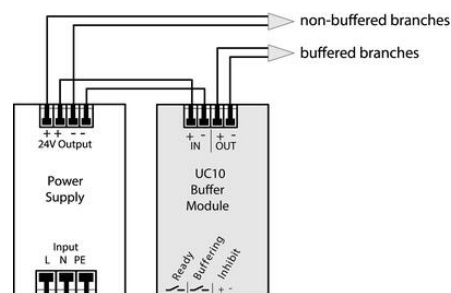 non-buffered branches
buffered branches
+ + - -
24V Output
+ - + -
IN OUT
Power
Supply
UC10
Buffer
Module
Input
L N PE
Ready
Buffering
Inhibit
+ -